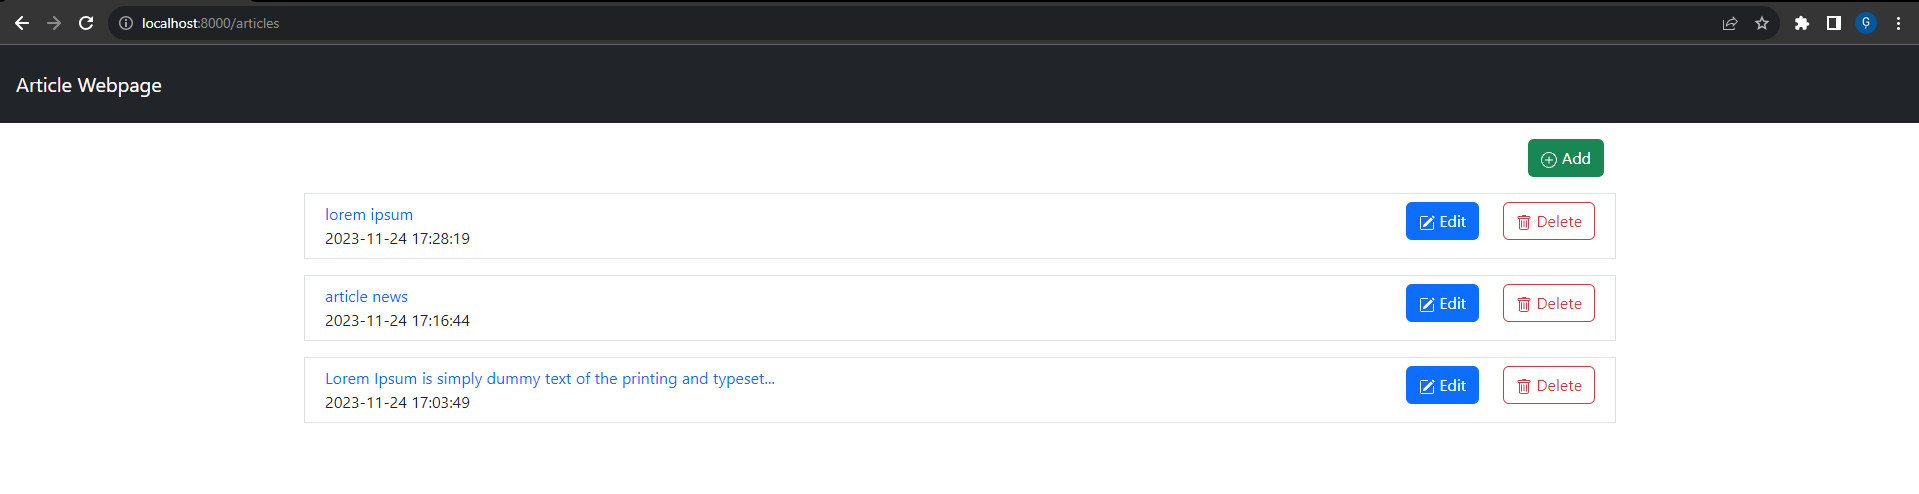 localhost:8000/articles
Ģ
Article Webpage
Add
lorem ipsum
2023-11-24 17:28:19
Edit
Delete
article news
2023-11-24 17:16:44
Edit
Delete
Lorem Ipsum is simply dummy text of the printing and typeset...
2023-11-24 17:03:49
Edit
Delete